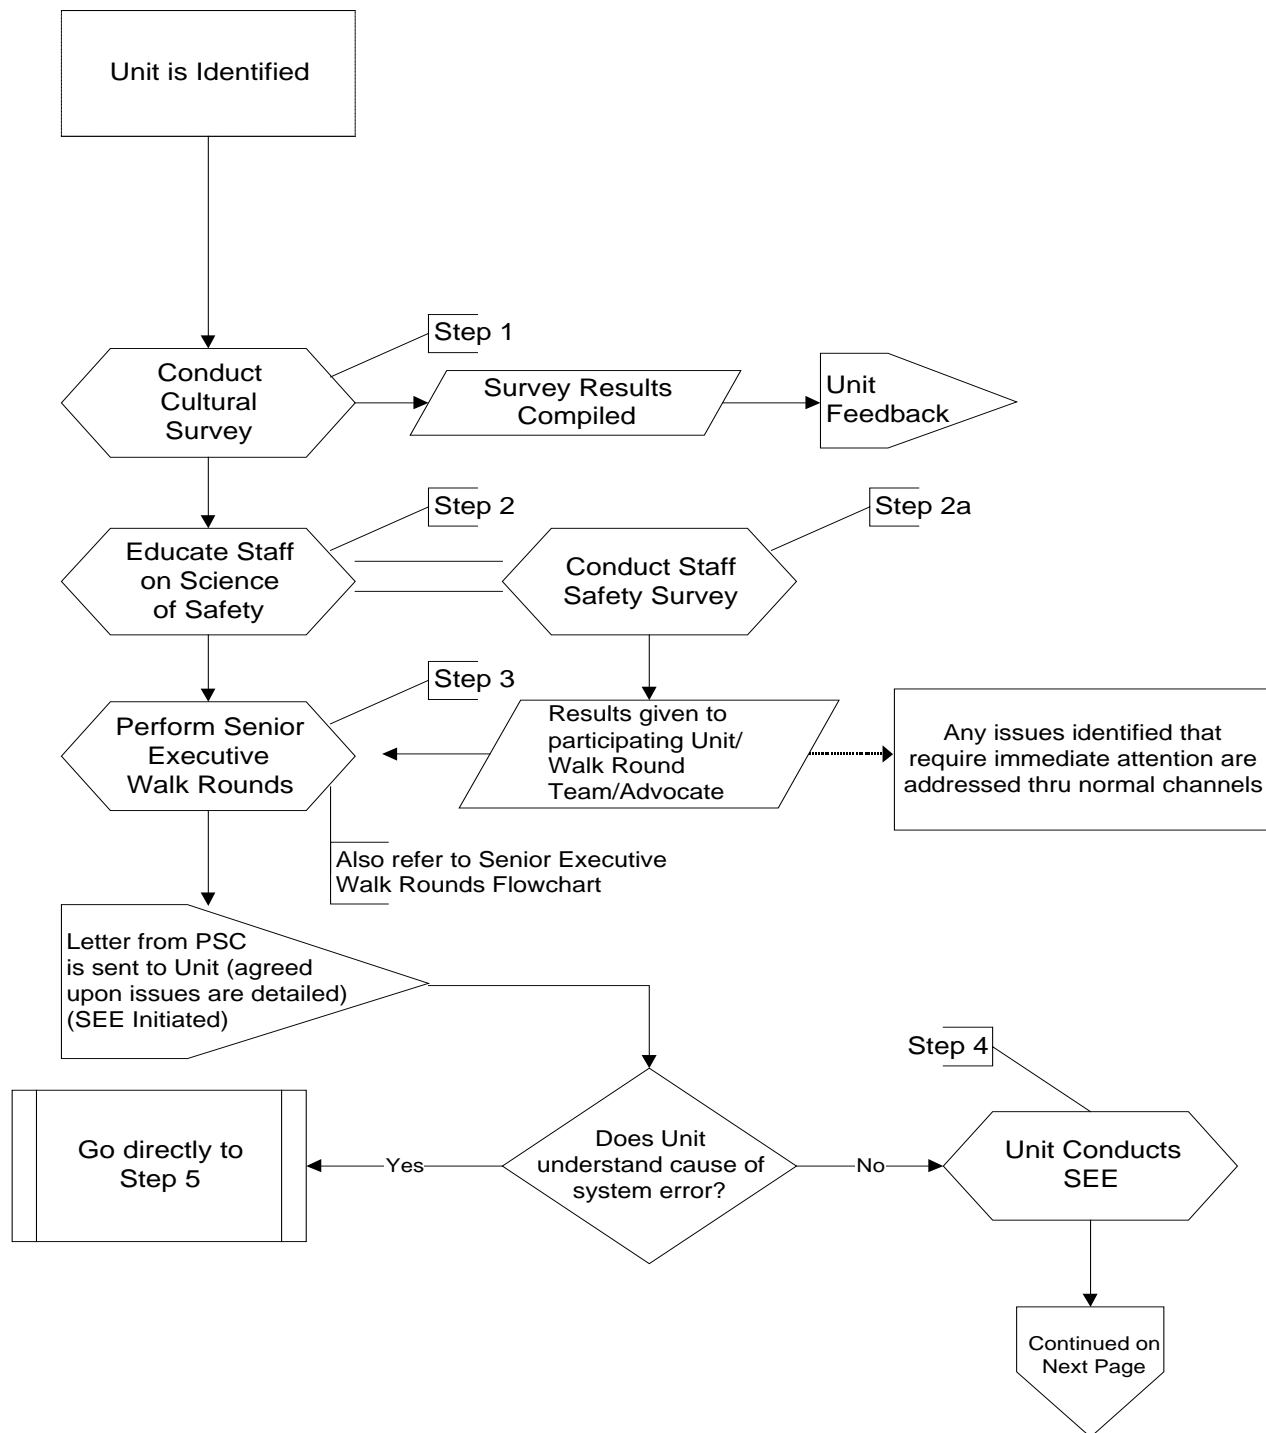 Unit is Identified
Step 1
Conduct
Cultural
Survey
Survey Results
Compiled
Unit
Feedback
Step 2
Step 2a
Educate Staff
on Science
of Safety
Conduct Staff
Safety Survey
Step 3
Perform Senior
Executive
Walk Rounds
Results given to
participating Unit/
Walk Round
Team/Advocate
Any issues identified that
require immediate attention are
addressed thru normal channels
Also refer to Senior Executive
Walk Rounds Flowchart
Letter from PSC
is sent to Unit (agreed
upon issues are detailed)
(SEE Initiated)
Step 4
Go directly to
Step 5
Yes
Does Unit
understand cause of
system error?
No
Unit Conducts
SEE
Continued on
Next Page